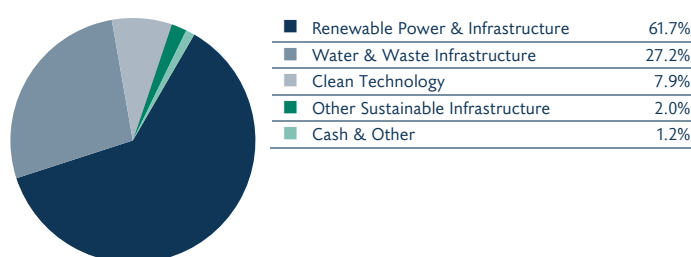 Renewable Power & Infrastructure 61.7%
Water & Waste Infrastructure 27.2%
Clean Technology 7.9%
Other Sustainable Infrastructure 2.0%
Cash & Other 1.2%